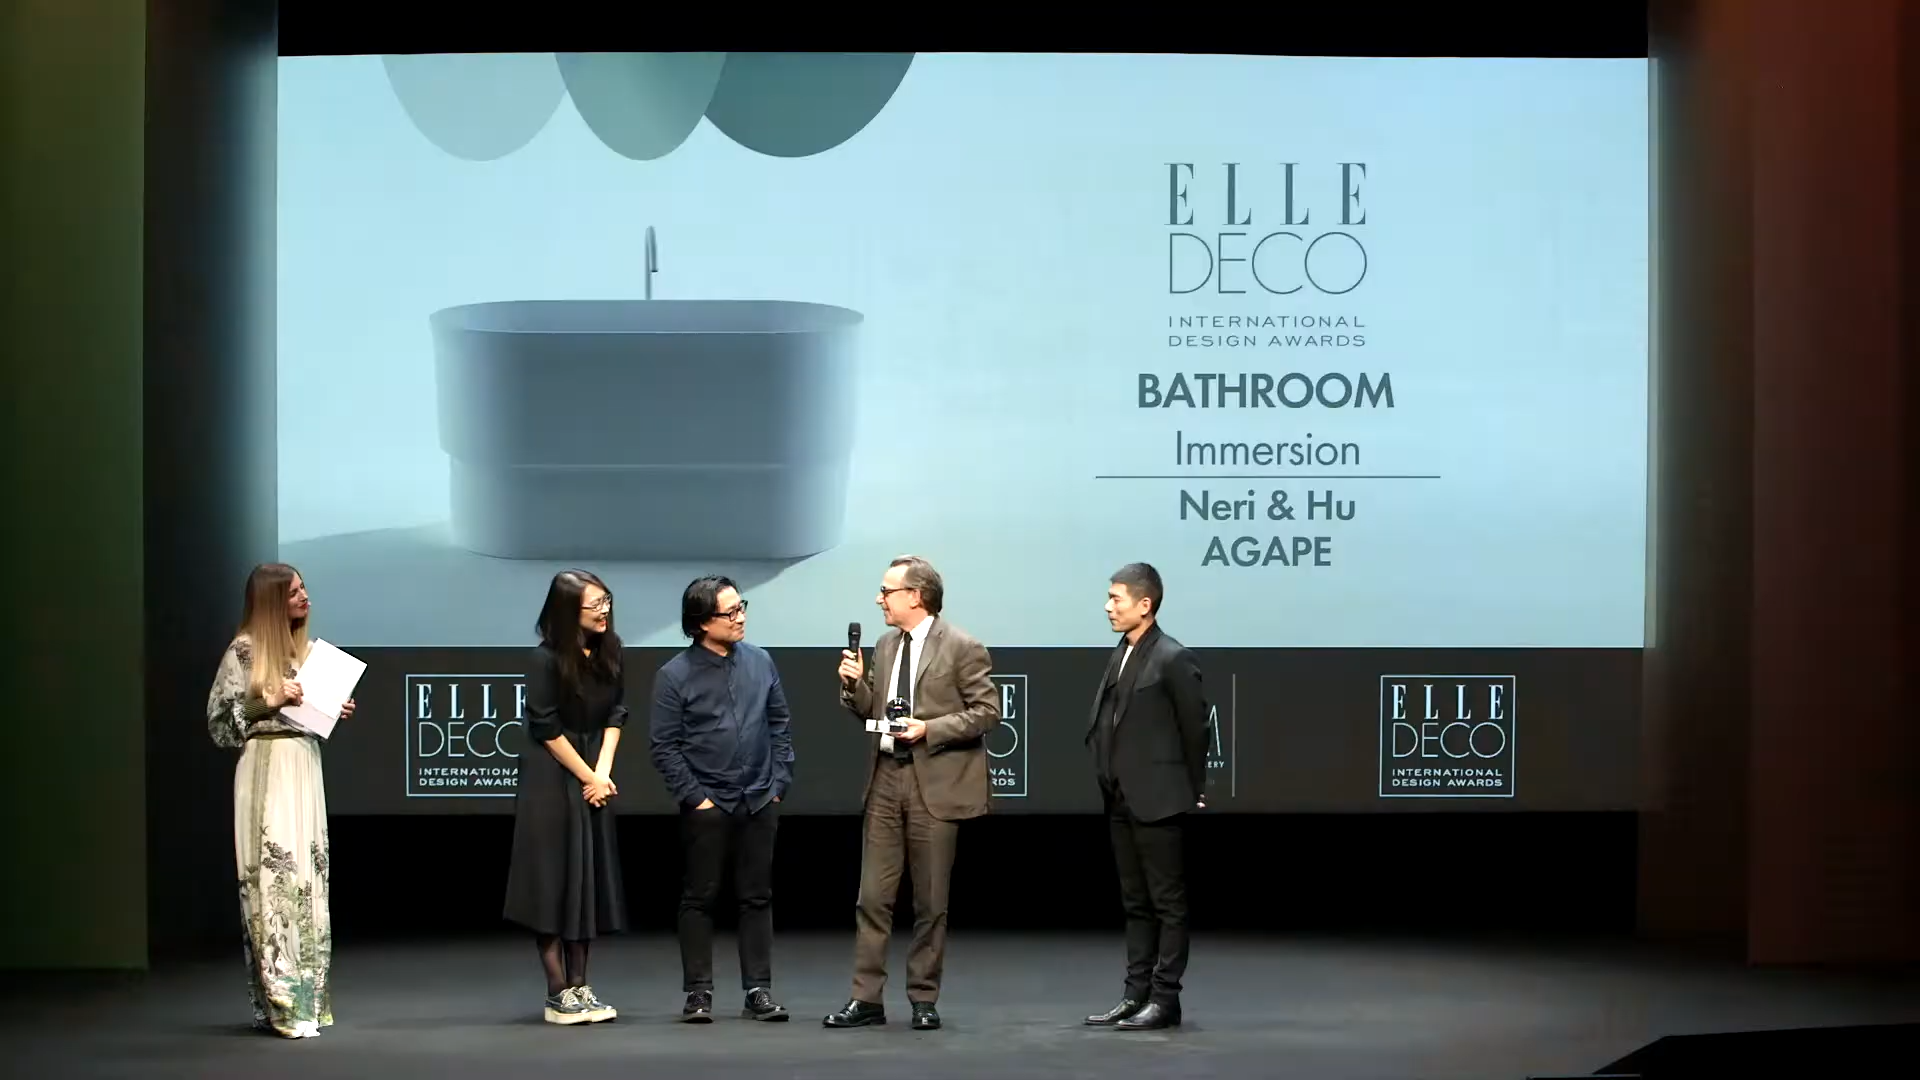 ELLE
DECO
INTERNATIONAL
DESIGN AWARDS
BATHROOM
Immersion
Neri & Hu
AGAPE
ELLE
DECO
INTERNATIONAL
DESIGN AWARDS
ELLE
DECO
INTERNATIONAL
DESIGN AWARDS